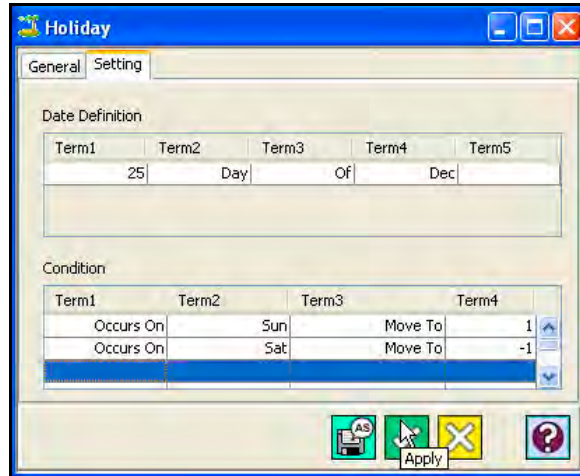 Holiday
General Setting
Date Definition
Term1 Term2 Term3 Term4 Term5
25 Day Of Dec
Condition
Term1 Term2 Term3 Term4
Occurs On Sun Move To 1
Occurs On Sat Move To -1
AS
?
Apply